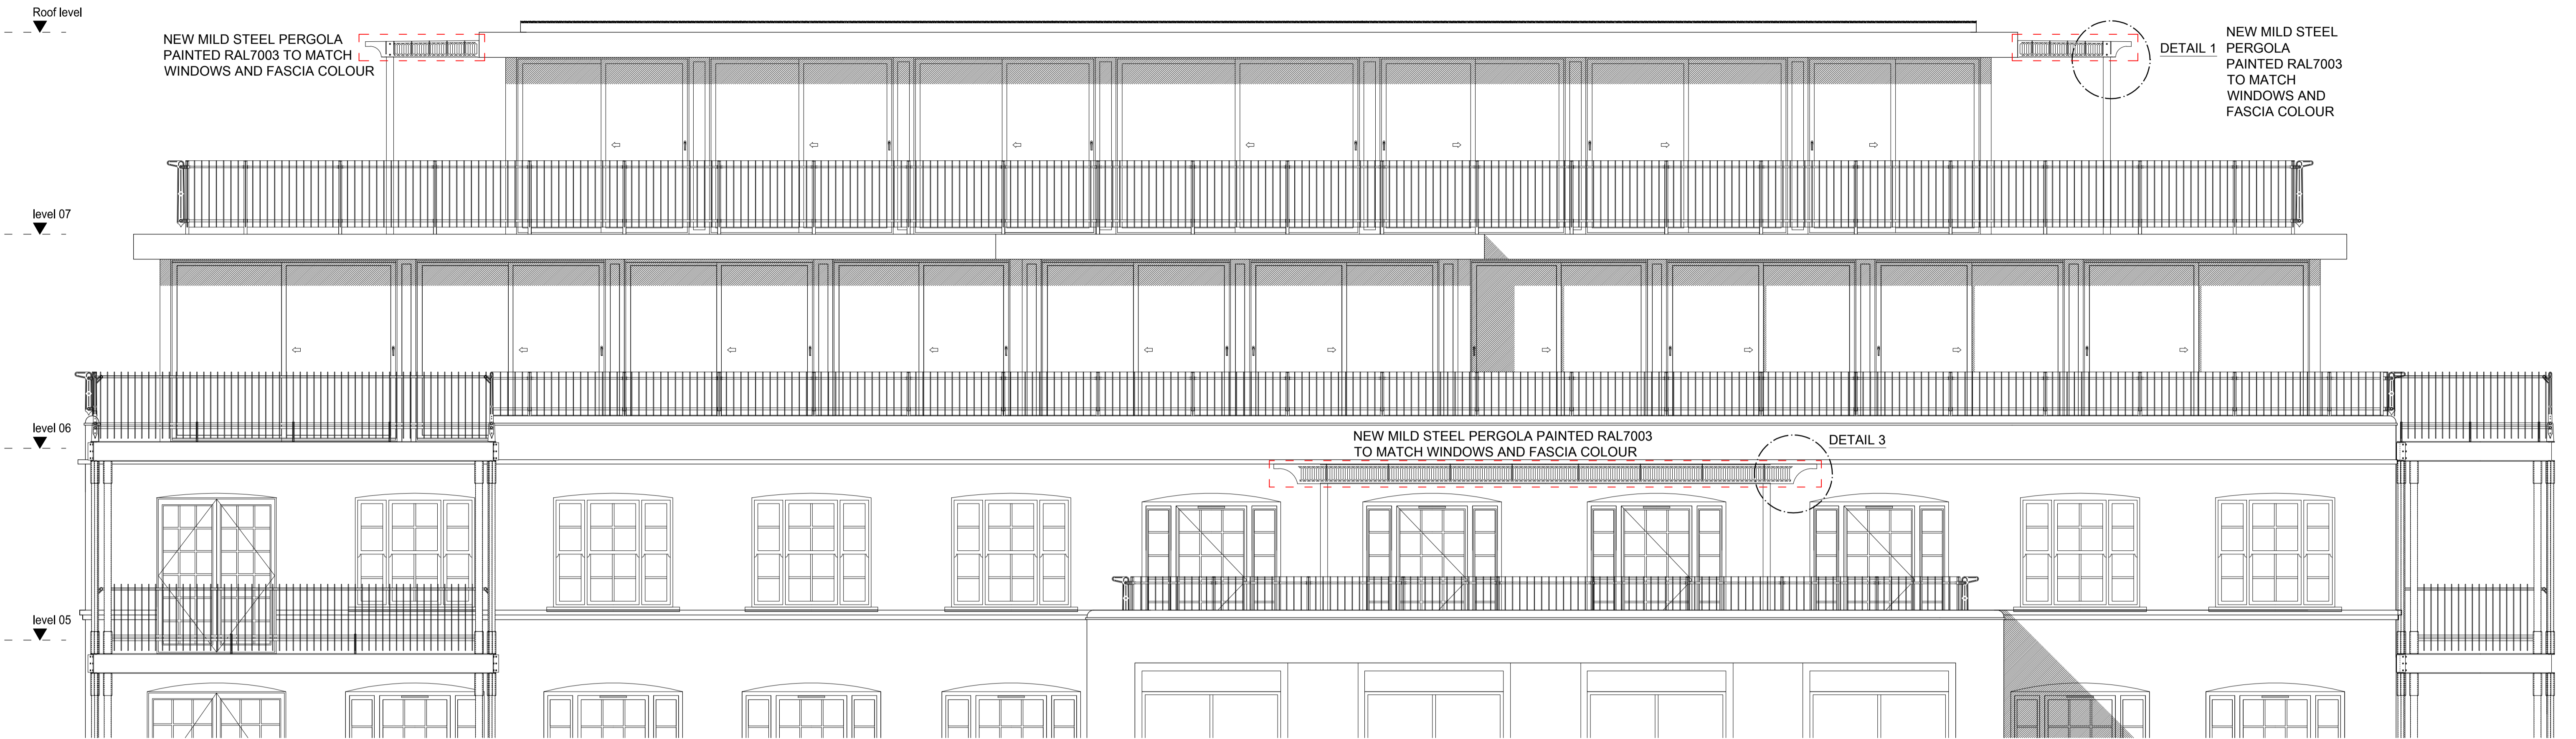 Roof level
NEW MILD STEEL PERGOLA
PAINTED RAL7003 TO MATCH
WINDOWS AND FASCIA COLOUR
DETAIL 1
NEW MILD STEEL
PERGOLA
PAINTED RAL7003
TO MATCH
WINDOWS AND
FASCIA COLOUR
level 07
level 06
NEW MILD STEEL PERGOLA PAINTED RAL7003
TO MATCH WINDOWS AND FASCIA COLOUR
DETAIL 3
level 05